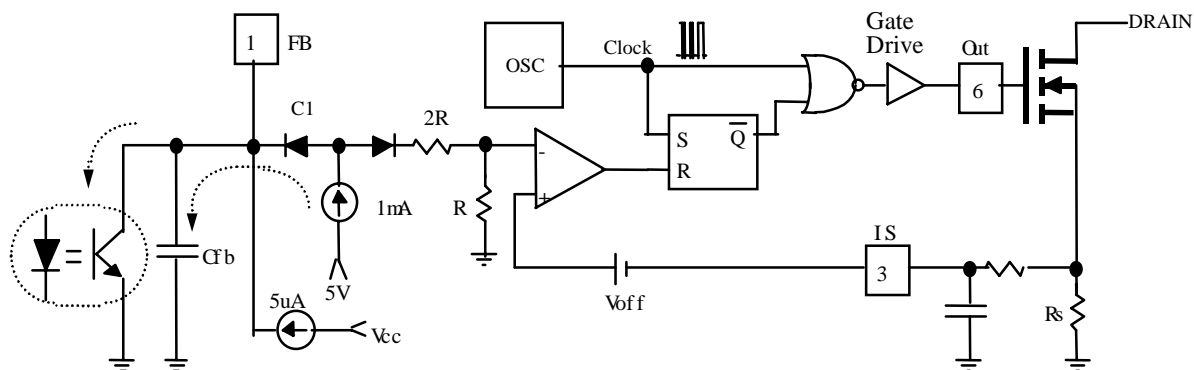 Gate
Drive
DRAIN
1
FB
Clock
Out
OSC
6
C1
2R
S
Q
-
R
+
1mA
R
Cfb
IS
3
5V
Voff
Rs
5uA
Vcc